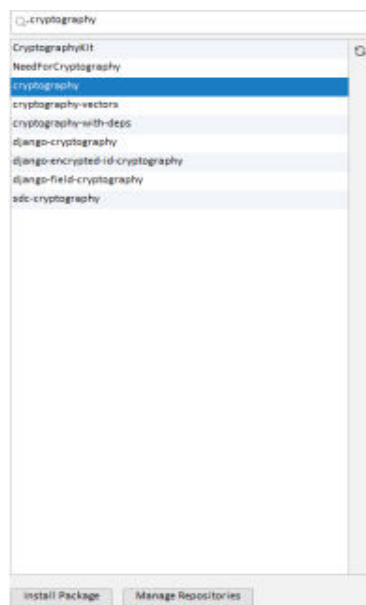 cryptography
CryptographyKit
NeedForCryptography
cryptography
cryptography-vectors
cryptography-with-deps
django-cryptography
django-encrypted-id-cryptography
django-field-cryptography
sdc-cryptography
Install Package
Manage Repositories